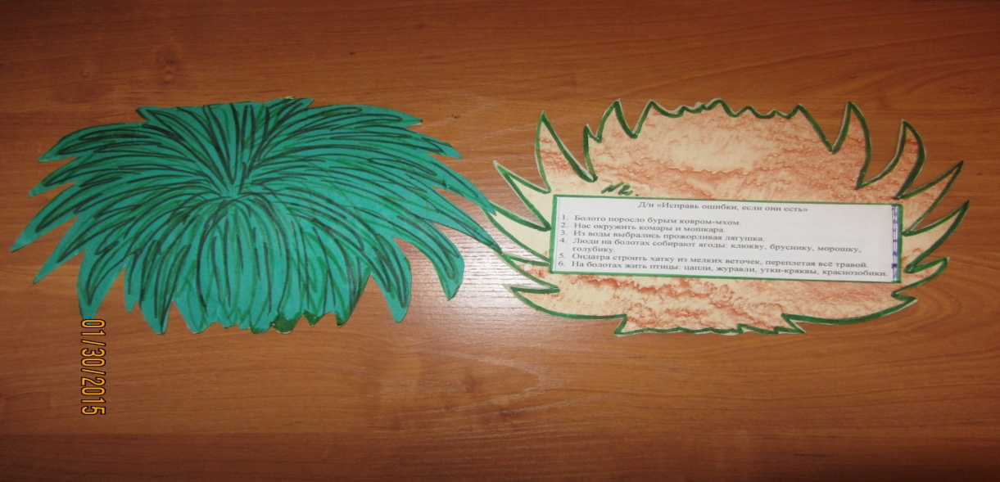 №2.
Д/и «Исправь ошибки, если они есть»
1. Болото поросло бурым ковром-мхом.
2. Нас окружить комары и мошкара.
3. Из воды выбрались прожорливая лягушка.
4. Люди на болотах собирают ягоды: клюкву, бруснику, морошку,
голубику.
5. Ондатра строить хатку из мелких веточек, переплетая всё травой.
6. На болотах жить птицы: цапли, журавли, утки-кряквы, краснозобики.
01/30/2015